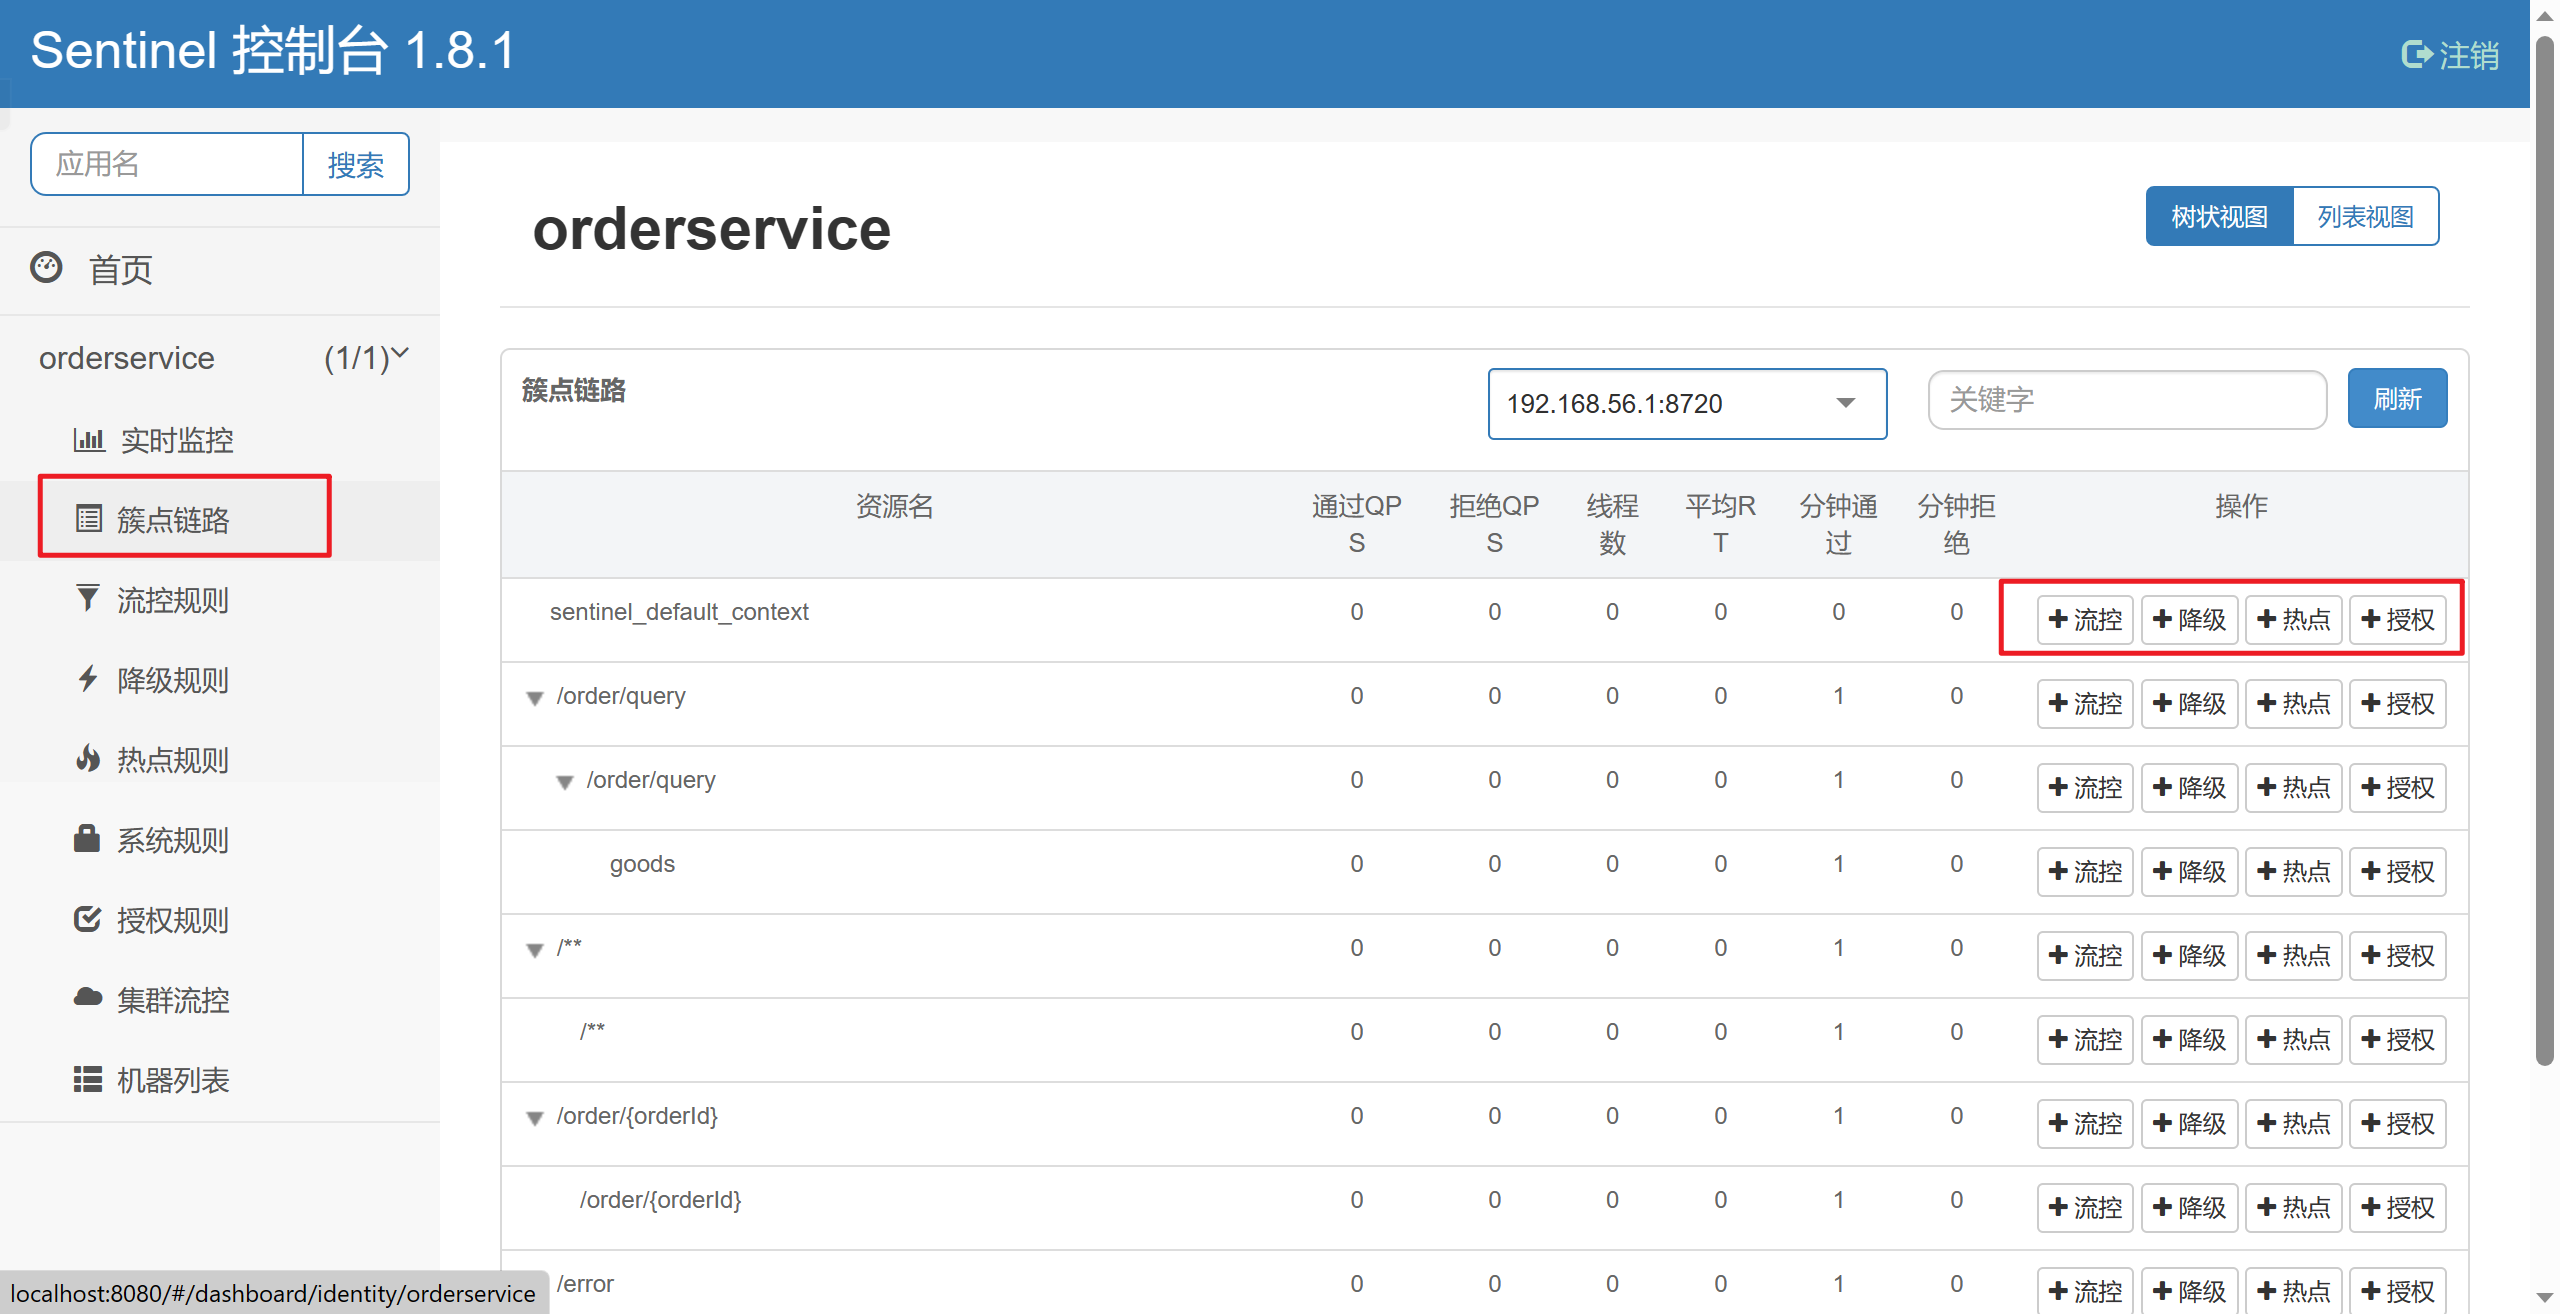 Sentinel 控制台 1.8.1
注销
应用名
搜索
首页
orderservice (1/1)
实时监控
簇点链路
流控规则
降级规则
热点规则
系统规则
授权规则
集群流控
机器列表
orderservice
树状视图
列表视图
簇点链路
192.168.56.1:8720
关键字
刷新
资源名 通过QPS 拒绝QPS 线程数 平均RT 分钟通过 分钟拒绝 操作
sentinel_default_context 0 0 0 0 0 0 流控 降级 热点 授权
/order/query 0 0 0 0 1 0 流控 降级 热点 授权
/order/query 0 0 0 0 1 0 流控 降级 热点 授权
goods 0 0 0 0 1 0 流控 降级 热点 授权
/** 0 0 0 0 1 0 流控 降级 热点 授权
/** 0 0 0 0 1 0 流控 降级 热点 授权
/order/{orderId} 0 0 0 0 1 0 流控 降级 热点 授权
/order/{orderId} 0 0 0 0 1 0 流控 降级 热点 授权
/error 0 0 0 0 1 0 流控 降级 热点 授权
localhost:8080/#/dashboard/identity/orderservice